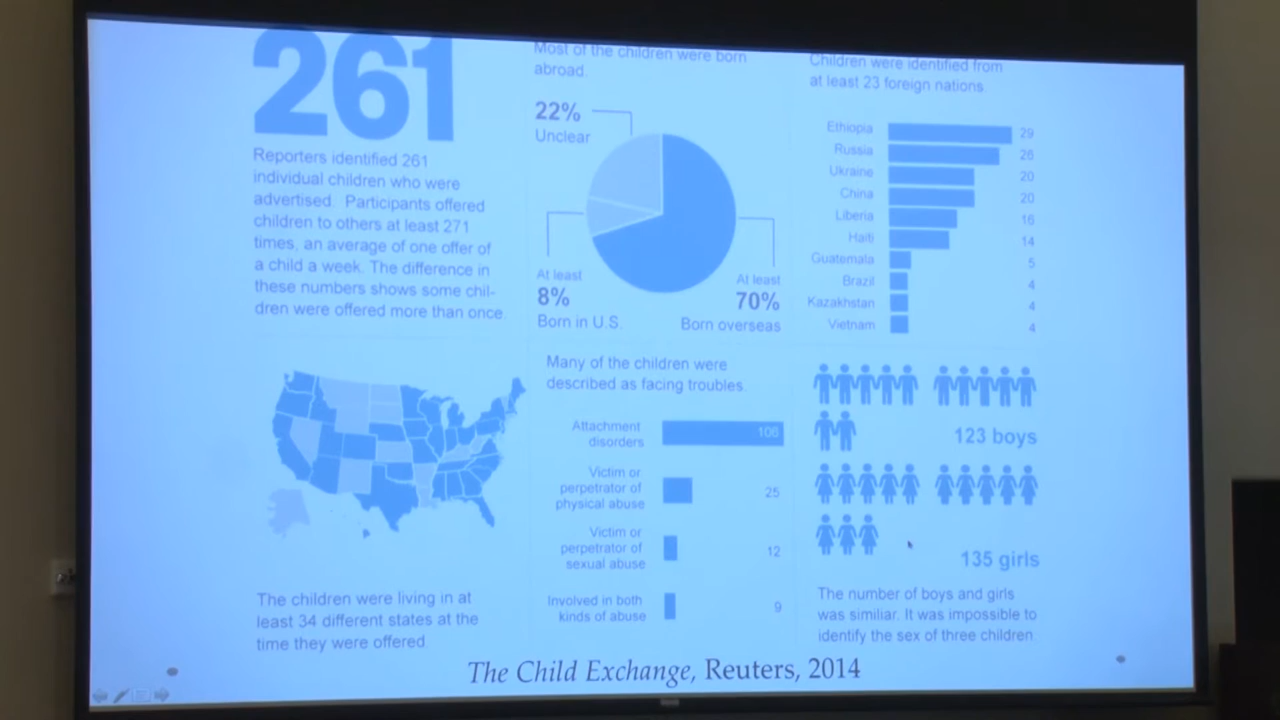 261
Reporters identified 261
individual children who were
advertised. Participants offered
children to others at least 271
times, an average of one offer of
a child a week. The difference in
these numbers shows some chil-
dren were offered more than once.
Most of the children were born
abroad.
22%
Unclear
At least
8%
Born in U.S.
At least
70%
Born overseas
Children were identified from
at least 23 foreign nations.
Ethiopia 29
Russia 26
Ukraine 20
China 20
Liberia 16
Haiti 14
Guatemala 5
Brazil 4
Kazakhstan 4
Vietnam 4
The children were living in at
least 34 different states at the
time they were offered.
Many of the children were
described as facing troubles.
Attachment
disorders 106
Victim or
perpetrator of
physical abuse 25
Victim or
perpetrator of
sexual abuse 12
Involved in both
kinds of abuse 9
123 boys
135 girls
The number of boys and girls
was similiar. It was impossible to
identify the sex of three children.
The Child Exchange, Reuters, 2014